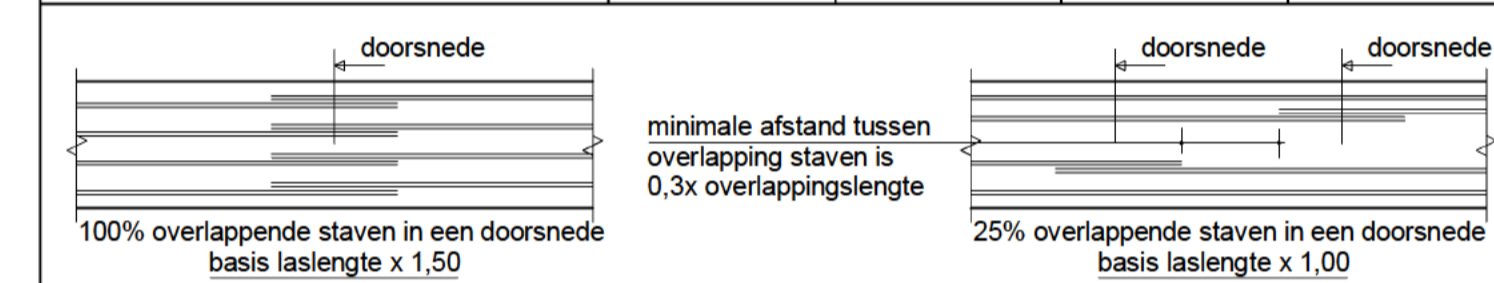 doorsnede
100% overlappende staven in een doorsnede
basis laslengte x 1,50
minimale afstand tussen
overlapping staven is
0,3x overlappingslengte
doorsnede
doorsnede
25% overlappende staven in een doorsnede
basis laslengte x 1,00